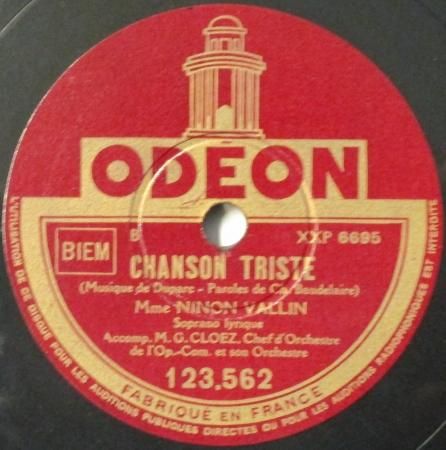 ODEON
BIEM
B
XXP 6695
CHANSON TRISTE
(Musique de Duparc - Paroles de Ch. Baudelaire)
Mme NINON VALLIN
Soprano lyrique
Accomp. M. G. CLOEZ, Chef d'Orchestre
de l'Op.-Com. et son Orchestre
123.562
FABRIQUÉ EN FRANCE
L'UTILISATION DE CE DISQUE POUR LES AUDITIONS PUBLIQUES DIRECTES OU POUR LES AUDITIONS RADIOPHONIQUES EST INTERDITE